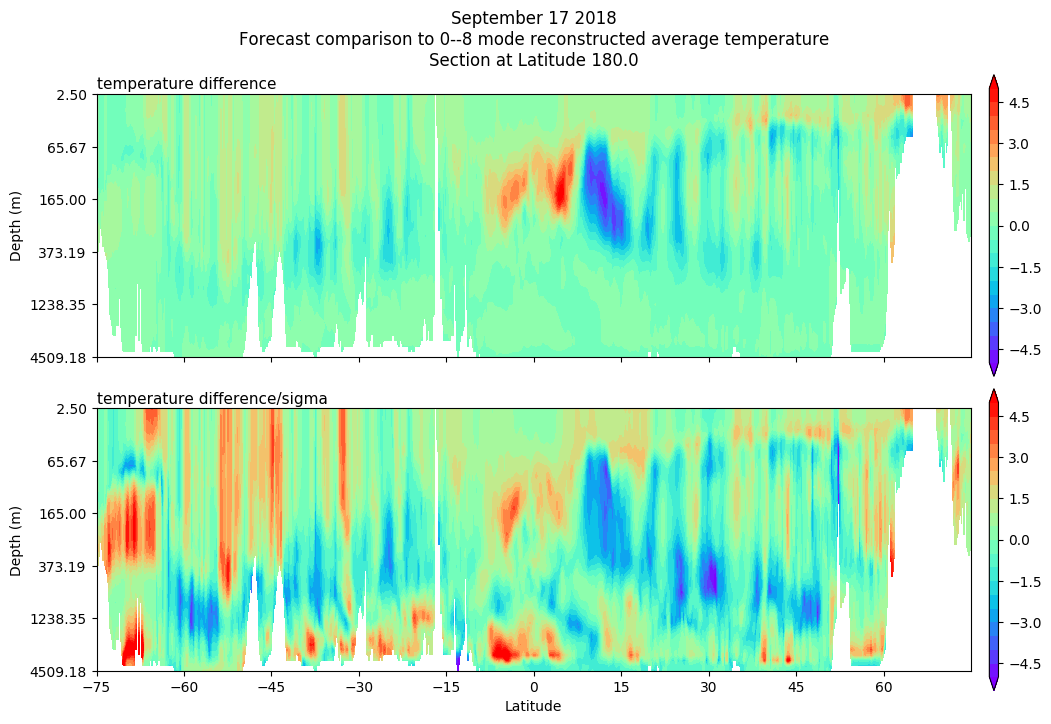 September 17 2018
Forecast comparison to 0--8 mode reconstructed average temperature
Section at Latitude 180.0
temperature difference
2.50
65.67
165.00
373.19
1238.35
4509.18
Depth (m)
4.5
3.0
1.5
0.0
−1.5
−3.0
−4.5
temperature difference/sigma
2.50
65.67
165.00
373.19
1238.35
4509.18
Depth (m)
4.5
3.0
1.5
0.0
−1.5
−3.0
−4.5
−75 −60 −45 −30 −15 0 15 30 45 60
Latitude